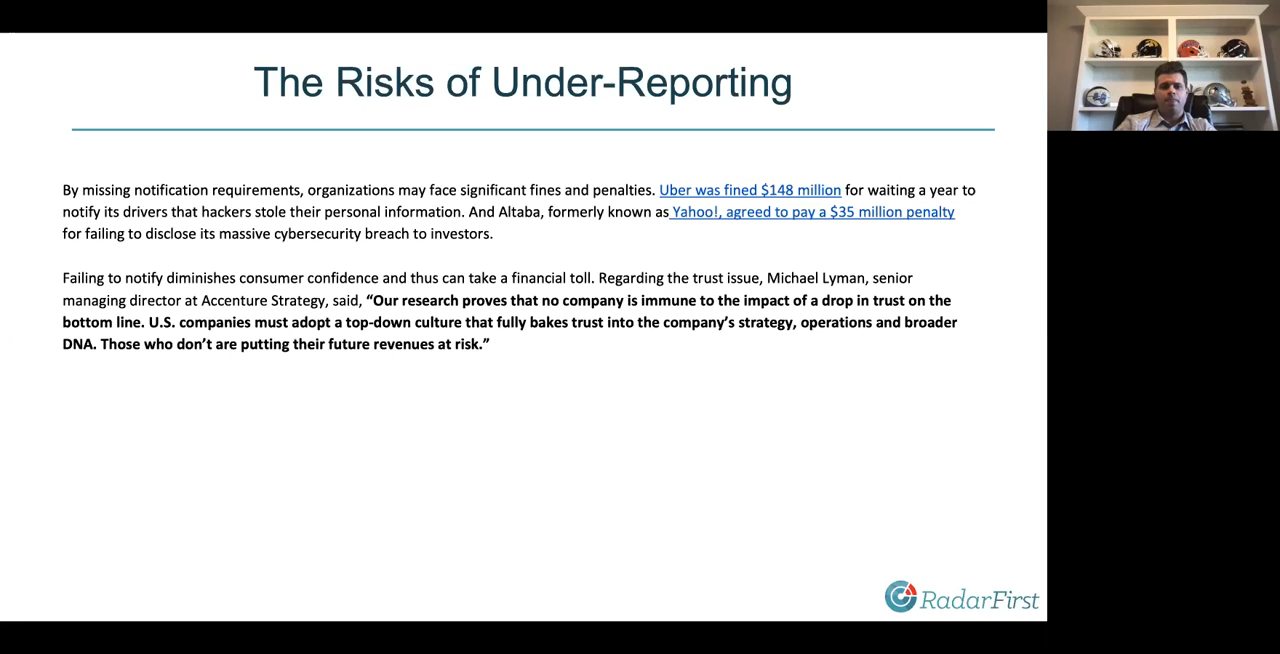 The Risks of Under-Reporting
By missing notification requirements, organizations may face significant fines and penalties. Uber was fined $148 million for waiting a year to
notify its drivers that hackers stole their personal information. And Altaba, formerly known as Yahoo!, agreed to pay a $35 million penalty
for failing to disclose its massive cybersecurity breach to investors.
Failing to notify diminishes consumer confidence and thus can take a financial toll. Regarding the trust issue, Michael Lyman, senior
managing director at Accenture Strategy, said, “Our research proves that no company is immune to the impact of a drop in trust on the
bottom line. U.S. companies must adopt a top-down culture that fully bakes trust into the company’s strategy, operations and broader
DNA. Those who don’t are putting their future revenues at risk.”
RadarFirst